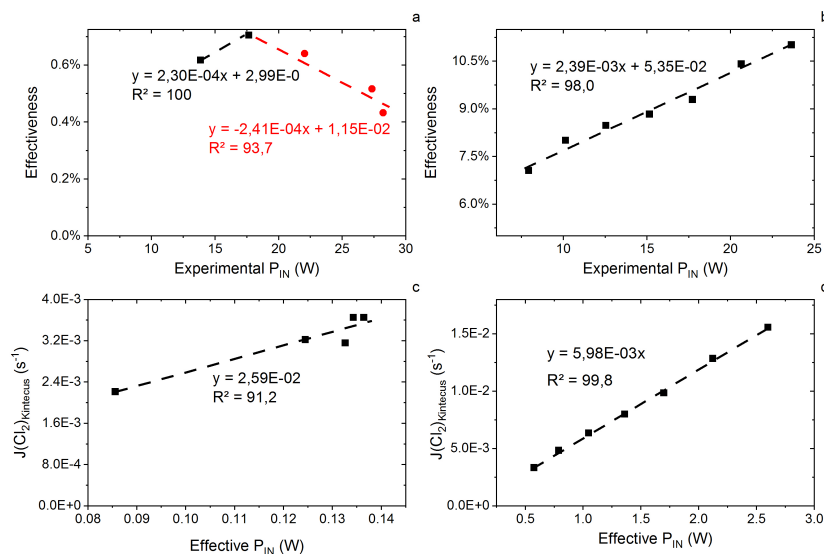 a
Effectiveness
0.6%
0.4%
0.2%
0.0%
y = 2,30E-04x + 2,99E-0
R² = 100
y = -2,41E-04x + 1,15E-02
R² = 93,7
5 10 15 20 25 30
Experimental P_IN (W)
b
Effectiveness
10.5%
9.0%
7.5%
6.0%
y = 2,39E-03x + 5,35E-02
R² = 98,0
10 15 20 25
Experimental P_IN (W)
c
J(Cl₂)Kintecus (s⁻¹)
4.0E-3
3.2E-3
2.4E-3
1.6E-3
8.0E-4
0.0E+0
y = 2,59E-02
R² = 91,2
0.08 0.09 0.10 0.11 0.12 0.13 0.14
Effective P_IN (W)
J(Cl₂)Kintecus (s⁻¹)
1.5E-2
1.0E-2
5.0E-3
0.0E+0
y = 5,98E-03x
R² = 99,8
0.5 1.0 1.5 2.0 2.5 3.0
Effective P_IN (W)